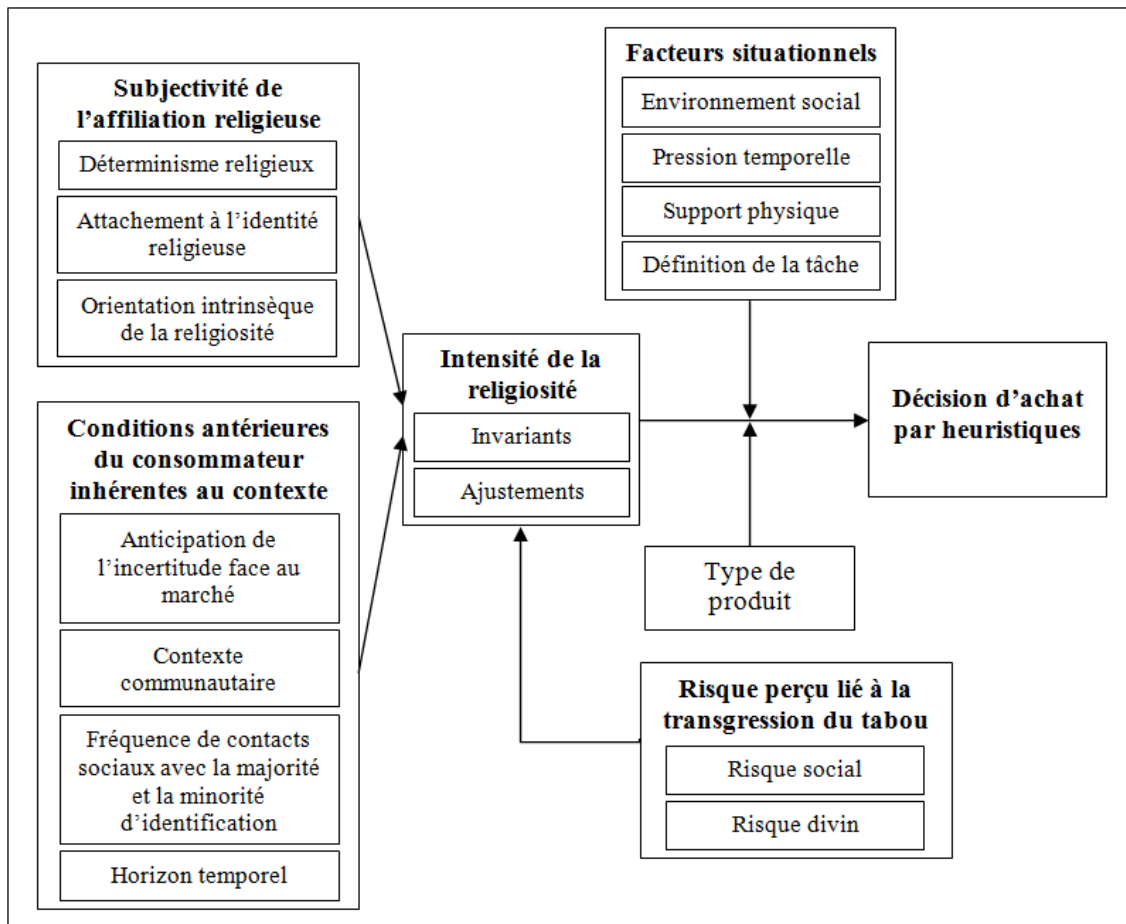 Subjectivité de
l’affiliation religieuse
Déterminisme religieux
Attachement à l’identité
religieuse
Orientation intrinsèque
de la religiosité
Conditions antérieures
du consommateur
inhérentes au contexte
Anticipation de
l’incertitude face au
marché
Contexte
communautaire
Fréquence de contacts
sociaux avec la majorité
et la minorité
d’identification
Horizon temporel
Intensité de la
religiosité
Invariants
Ajustements
Facteurs situationnels
Environnement social
Pression temporelle
Support physique
Définition de la tâche
Type de
produit
Risque perçu lié à la
transgression du tabou
Risque social
Risque divin
Décision d’achat
par heuristiques